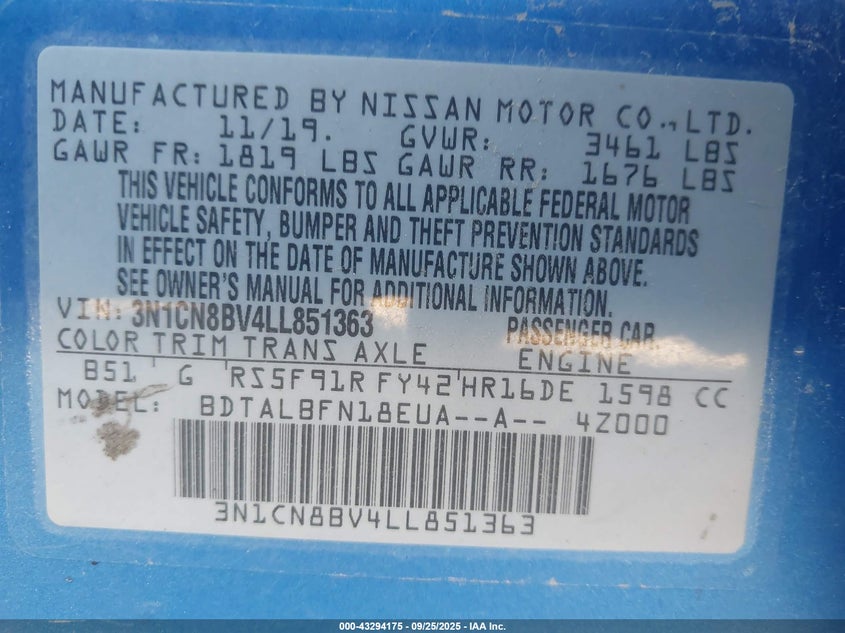 MANUFACTURED BY NISSAN MOTOR CO., LTD.
DATE: 11/19. GVWR: 3461 LBS
GAWR FR: 1819 LBS GAWR RR: 1676 LBS
THIS VEHICLE CONFORMS TO ALL APPLICABLE FEDERAL MOTOR
VEHICLE SAFETY, BUMPER AND THEFT PREVENTION STANDARDS
IN EFFECT ON THE DATE OF MANUFACTURE SHOWN ABOVE.
SEE OWNER'S MANUAL FOR ADDITIONAL INFORMATION.
VIN: 3N1CN8BV4LL851363 PASSENGER CAR.
COLOR TRIM TRANS AXLE ENGINE
B51 G RS5F91R FY42 HR16DE 1598 CC
MODEL: BDTALBFN18EUA--A-- 4Z000
3N1CN8BV4LL851363
000-43294175 - 09/25/2025 - IAA Inc.